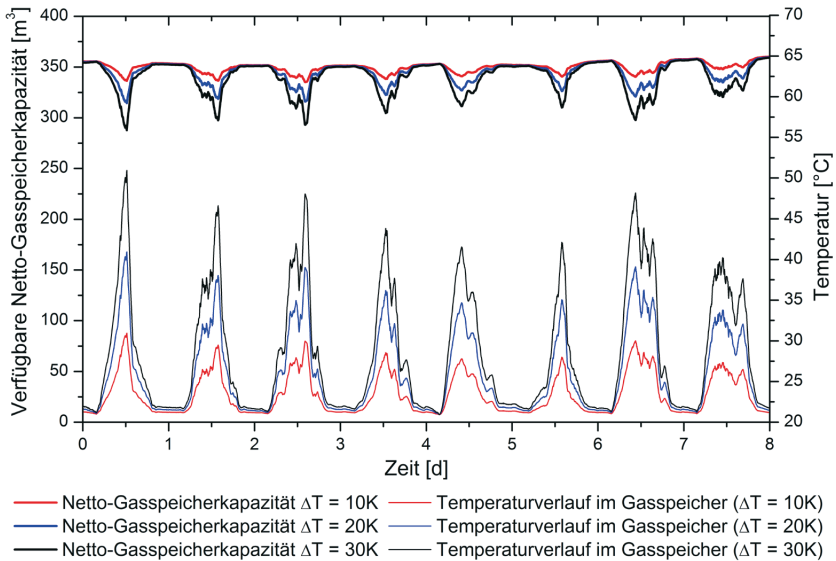 Verfügbare Netto-Gasspeicherkapazität [m³]
400
350
300
250
200
150
100
50
0
70
65
60
55
50
45
40
35
30
25
20
Temperatur [°C]
0 1 2 3 4 5 6 7 8
Zeit [d]
Netto-Gasspeicherkapazität ΔT = 10K Temperaturverlauf im Gasspeicher (ΔT = 10K)
Netto-Gasspeicherkapazität ΔT = 20K Temperaturverlauf im Gasspeicher (ΔT = 20K)
Netto-Gasspeicherkapazität ΔT = 30K Temperaturverlauf im Gasspeicher (ΔT = 30K)